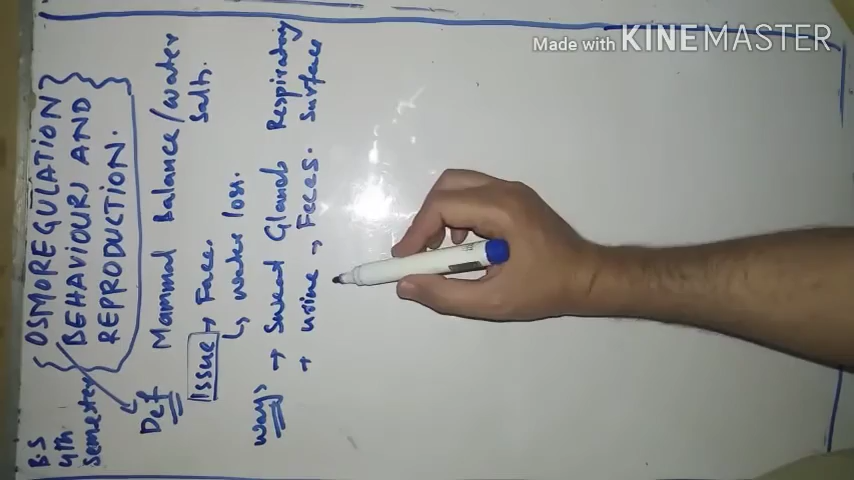 Made with KINEMASTER
B.S
4th
Semester
{ OSMOREGULATION }
{ BEHAVIOUR, AND }
REPRODUCTION.
Def Mammal Balance/water
Salt.
Issue → Face.
↳ water loss.
Ways → Sweat Glands Respiratory
→ urine → Feces. Surface